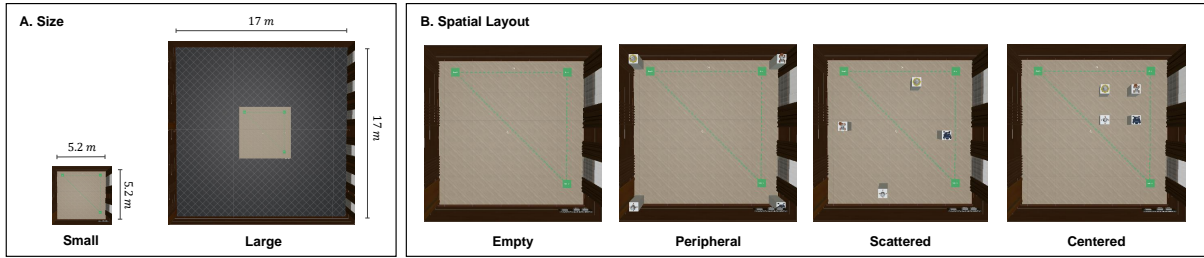 A. Size
17 m
17 m
5.2 m
5.2 m
Small
Large
B. Spatial Layout
Empty
Peripheral
Scattered
Centered